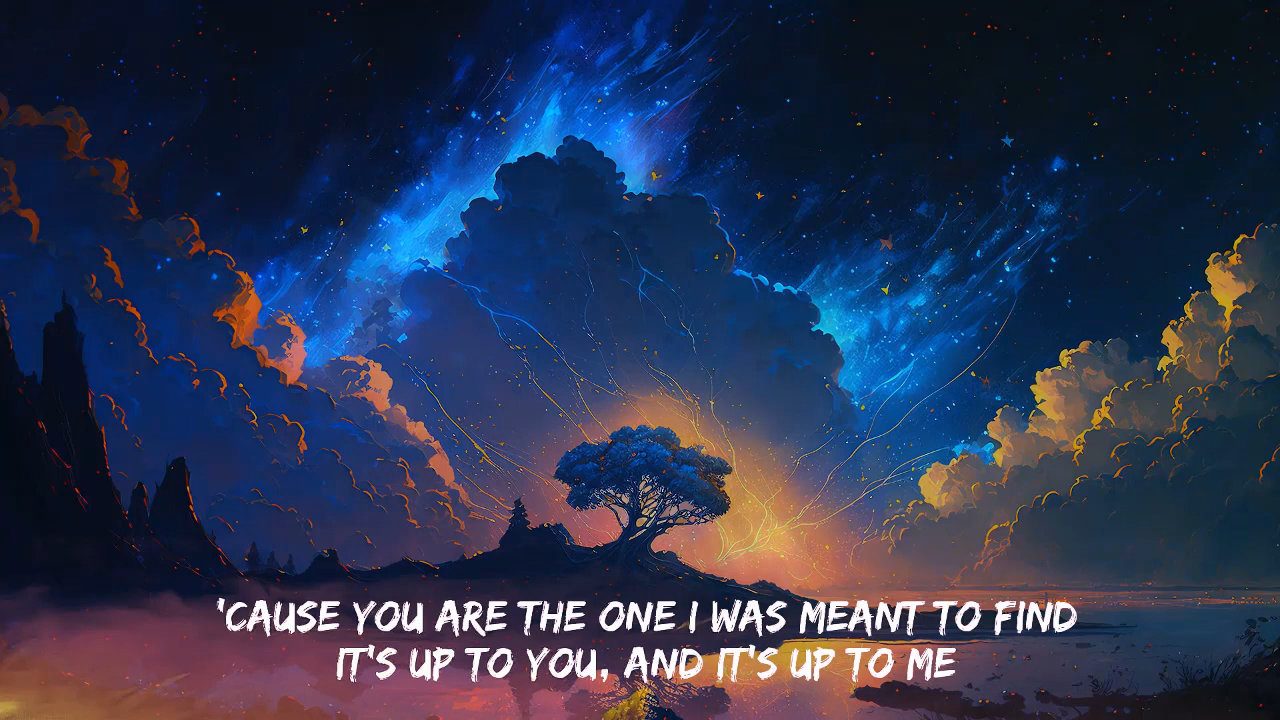 'CAUSE YOU ARE THE ONE I WAS MEANT TO FIND
IT'S UP TO YOU, AND IT'S UP TO ME